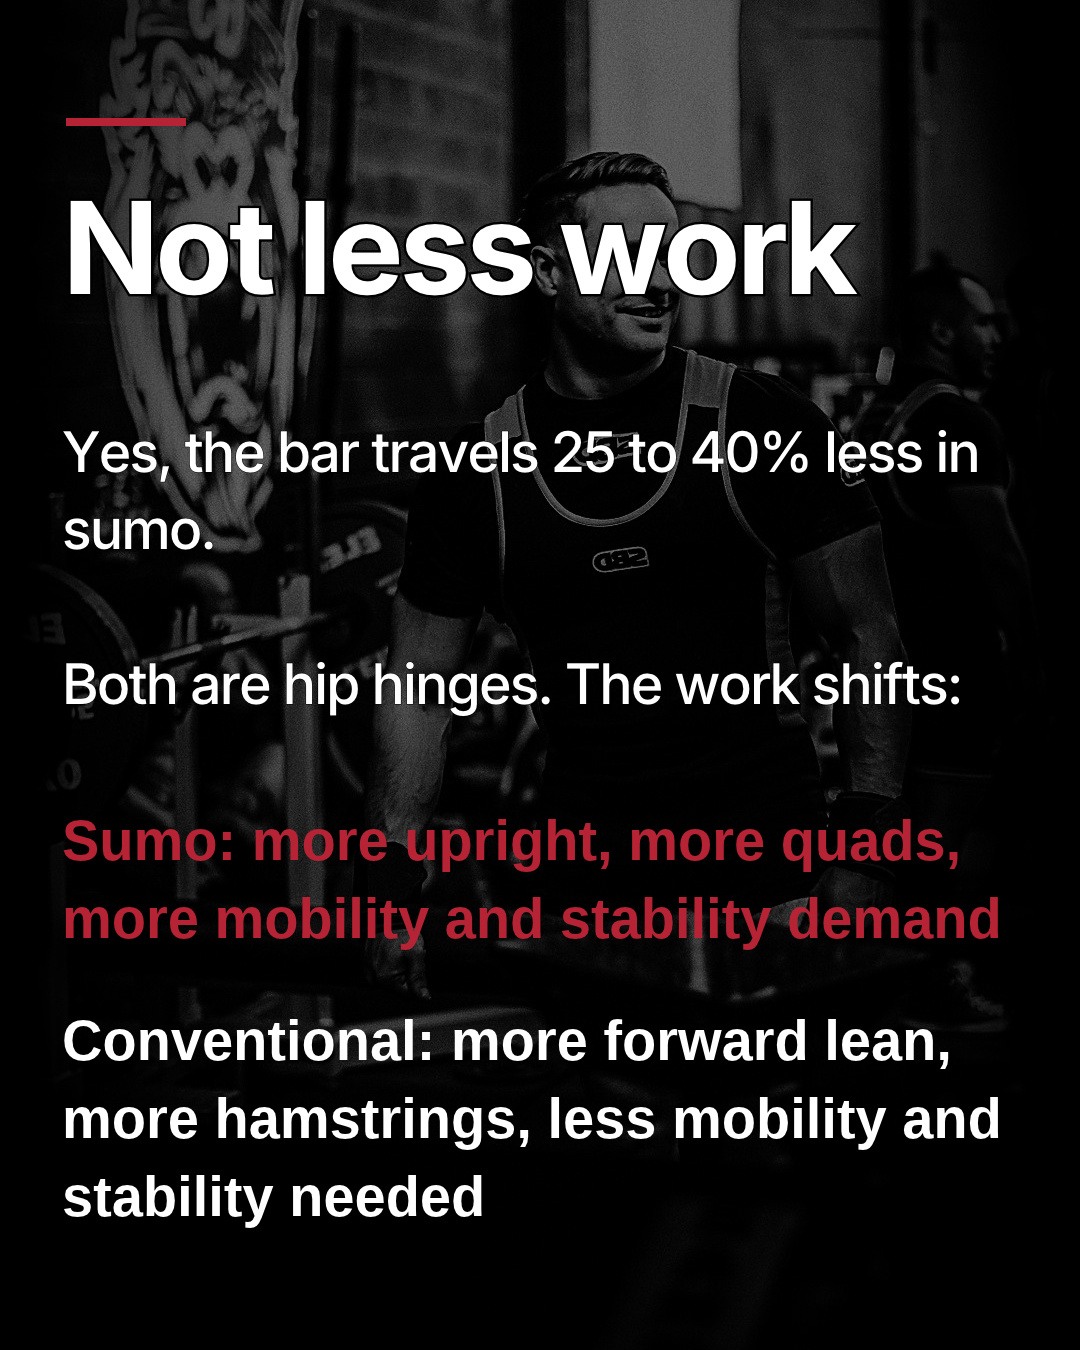 Not less work
Yes, the bar travels 25 to 40% less in
sumo.
Both are hip hinges. The work shifts:
Sumo: more upright, more quads,
more mobility and stability demand
Conventional: more forward lean,
more hamstrings, less mobility and
stability needed